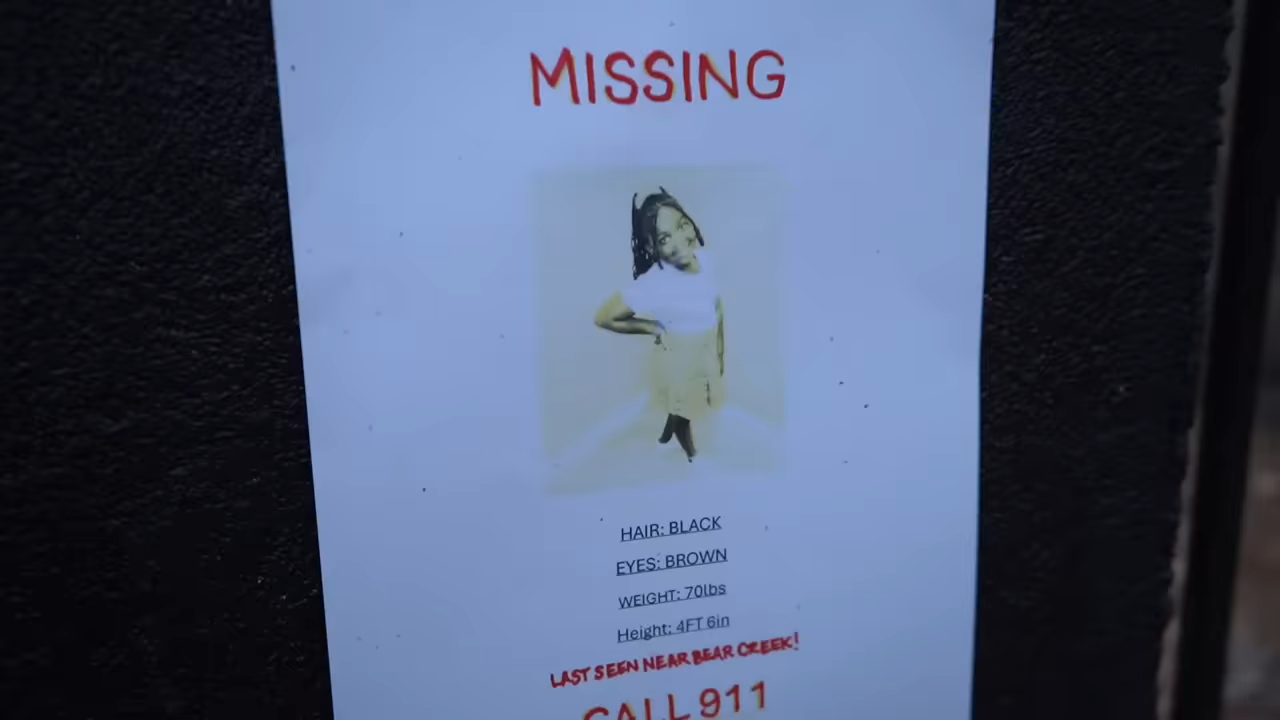 MISSING
HAIR: BLACK
EYES: BROWN
WEIGHT: 70lbs
Height: 4FT 6in
LAST SEEN NEAR BEAR CREEK!
CALL 911